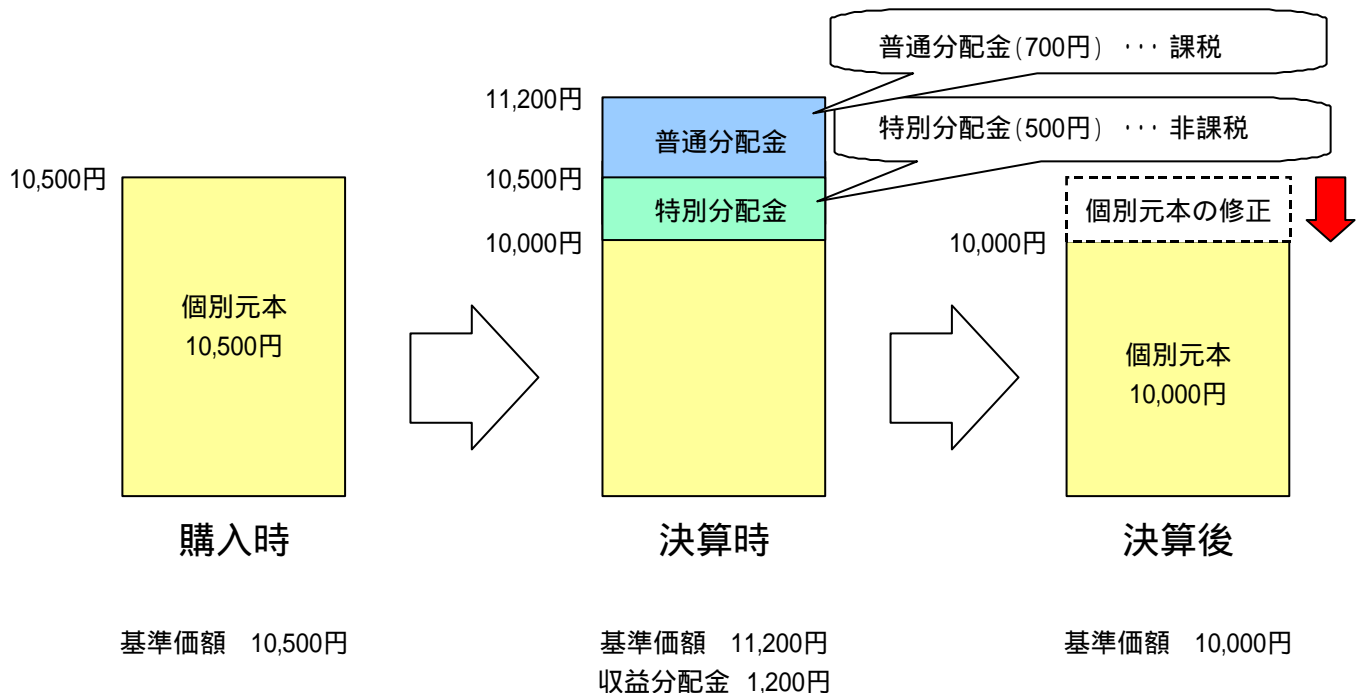 普通分配金(700円) ･･･ 課税
11,200円
特別分配金(500円) ･･･ 非課税
普通分配金
10,500円
10,500円
特別分配金
個別元本の修正
10,000円
10,000円
個別元本
10,500円
個別元本
10,000円
購入時
決算時
決算後
基準価額 10,500円
基準価額 11,200円
収益分配金 1,200円
基準価額 10,000円